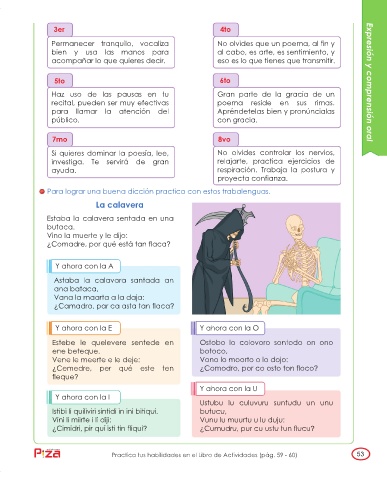 3er
Permanecer tranquilo, vocaliza
bien y usa las manos para
acompañar lo que quieres decir.
4to
No olvides que un poema, al fin y
al cabo, es arte, es sentimiento, y
eso es lo que tienes que transmitir.
5to
Haz uso de las pausas en tu
recital, pueden ser muy efectivas
para llamar la atención del
público.
6to
Gran parte de la gracia de un
poema reside en sus rimas.
Apréndetelas bien y pronúncialas
con gracia.
7mo
Si quieres dominar la poesía, lee,
investiga. Te servirá de gran
ayuda.
8vo
No olvides controlar los nervios,
relajarte, practica ejercicios de
respiración. Trabaja la postura y
proyecta confianza.
Expresión y comprensión oral
Para lograr una buena dicción practica con estos trabalenguas.
La calavera
Estaba la calavera sentada en una
butaca.
Vino la muerte y le dijo:
¿Comadre, por qué está tan flaca?
Y ahora con la A
Astaba la calavara santada an
ana bataca,
Vana la maarta a la daja:
¿Camadra, par ca asta tan flaca?
Y ahora con la E
Estebe le quelevere sentede en
ene beteque.
Vene le meerte e le deje:
¿Cemedre, per qué este ten
fleque?
Y ahora con la I
Istibi li quiliviri sintidi in ini bitiqui.
Vini li miirte i li diji:
¿Cimidri, pir qui isti tin fliqui?
Y ahora con la O
Ostobo lo colovoro sontodo on ono
botoco,
Vono lo moorto o lo dojo:
¿Comodro, por co osto ton floco?
Y ahora con la U
Ustubu lu culuvuru suntudu un unu
butucu,
Vunu lu muurtu u lu duju:
¿Cumudru, pur cu ustu tun flucu?
Pizza
Practica tus habilidades en el Libro de Actividades (pág. 59 - 60)
53